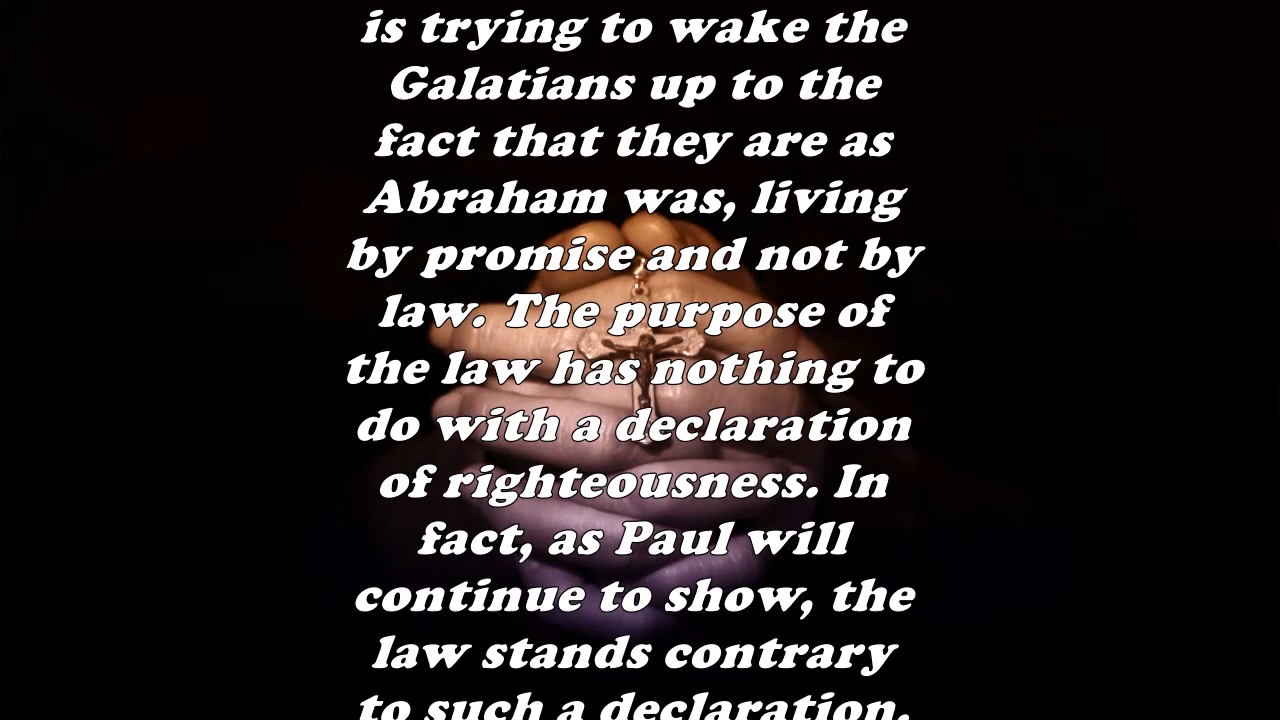 is trying to wake the
Galatians up to the
fact that they are as
Abraham was, living
by promise and not by
law. The purpose of
the law has nothing to
do with a declaration
of righteousness. In
fact, as Paul will
continue to show, the
law stands contrary
to such a declaration.